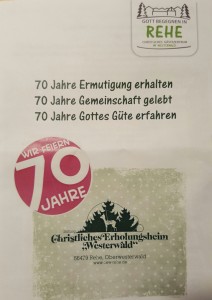 GOTT BEGEGNEN IN
REHE
70 Jahre Ermutigung erhalten
70 Jahre Gemeinschaft gelebt
70 Jahre Gottes Güte erfahren
WIR FEIERN
70
JAHRE
Christliches Erholungsheim
„Westerwald“
56479 Rehe, Oberwesterwald